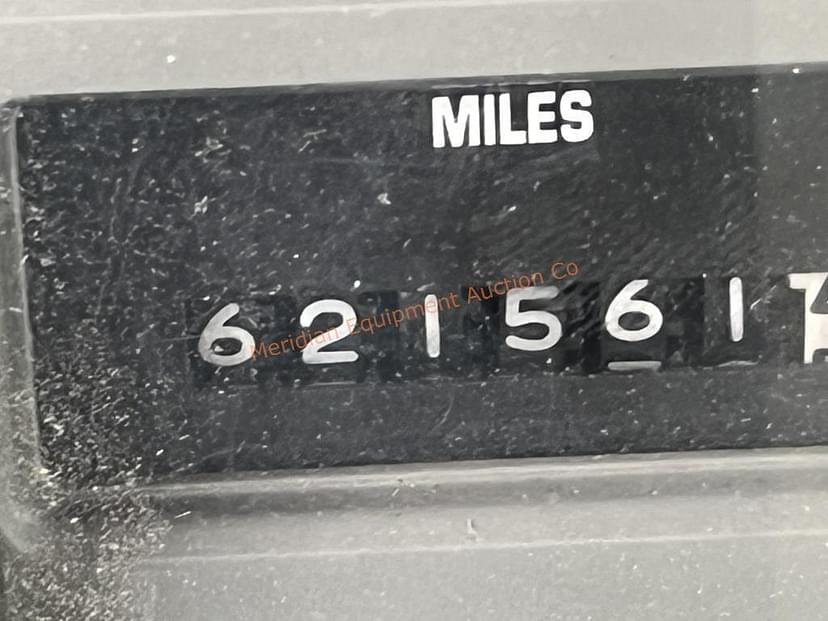 MILES
621561
Meridian Equipment Auction Co